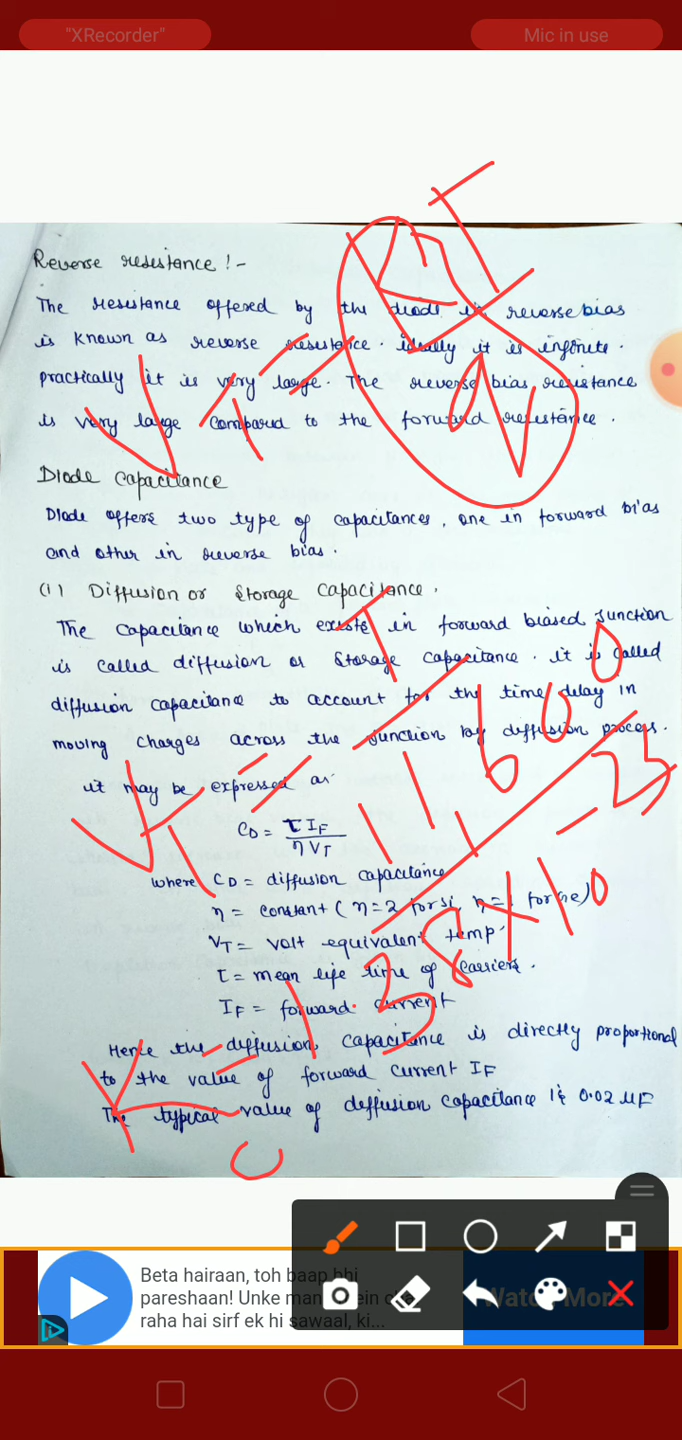 "XRecorder"
Mic in use
Reverse resistance :-
The resistance offered by the diode in reverse bias
is known as reverse resistance. ideally it is infinite.
practically it is very large. The reverse bias resistance
is very large compared to the forward resistance.
Diode capacitance
Diode offers two type of capacitances, one in forward bias
and other in reverse bias.
(i) Diffusion or Storage capacitance.
The capacitance which exists in forward biased junction
is called diffusion or storage capacitance. it is called
diffusion capacitance to account for the time delay in
moving charges across the junction by diffusion process.
it may be expressed as
C_D = τ I_F / η V_T
where C_D = diffusion capacitance
η = constant (η=2 for si, η=1 for Ge)
V_T = volt equivalent temp.
τ = mean life time of carriers.
I_F = forward current
Hence the diffusion capacitance is directly proportional
to the value of forward current I_F
The typical value of deffusion capacitance is 0.02 μF
V_T = KT / q
V_T = T / 11,600
K = 1.38 × 10 -23
Beta hairaan, toh baap bhi
pareshaan! Unke man
raha hai sirf ek hi sawaal, ki...